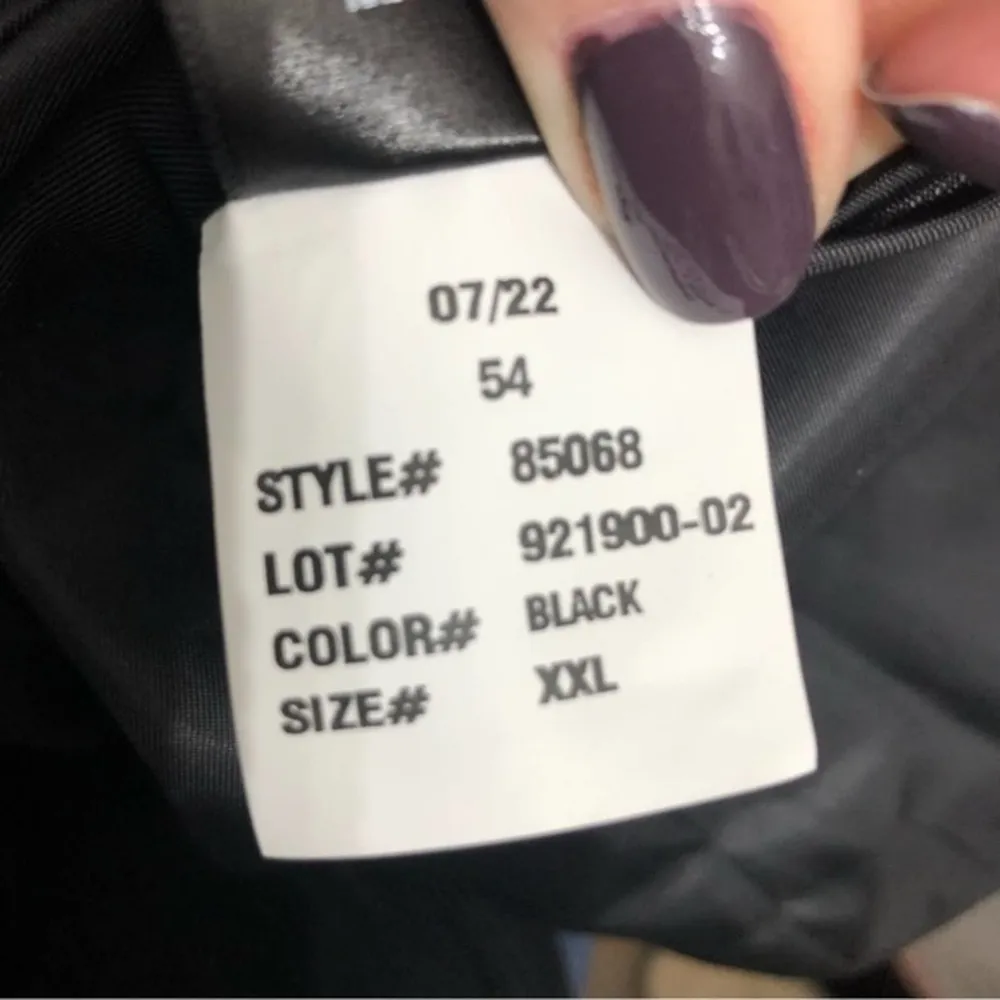 07/22
54
STYLE# 85068
LOT# 921900-02
COLOR# BLACK
SIZE# XXL